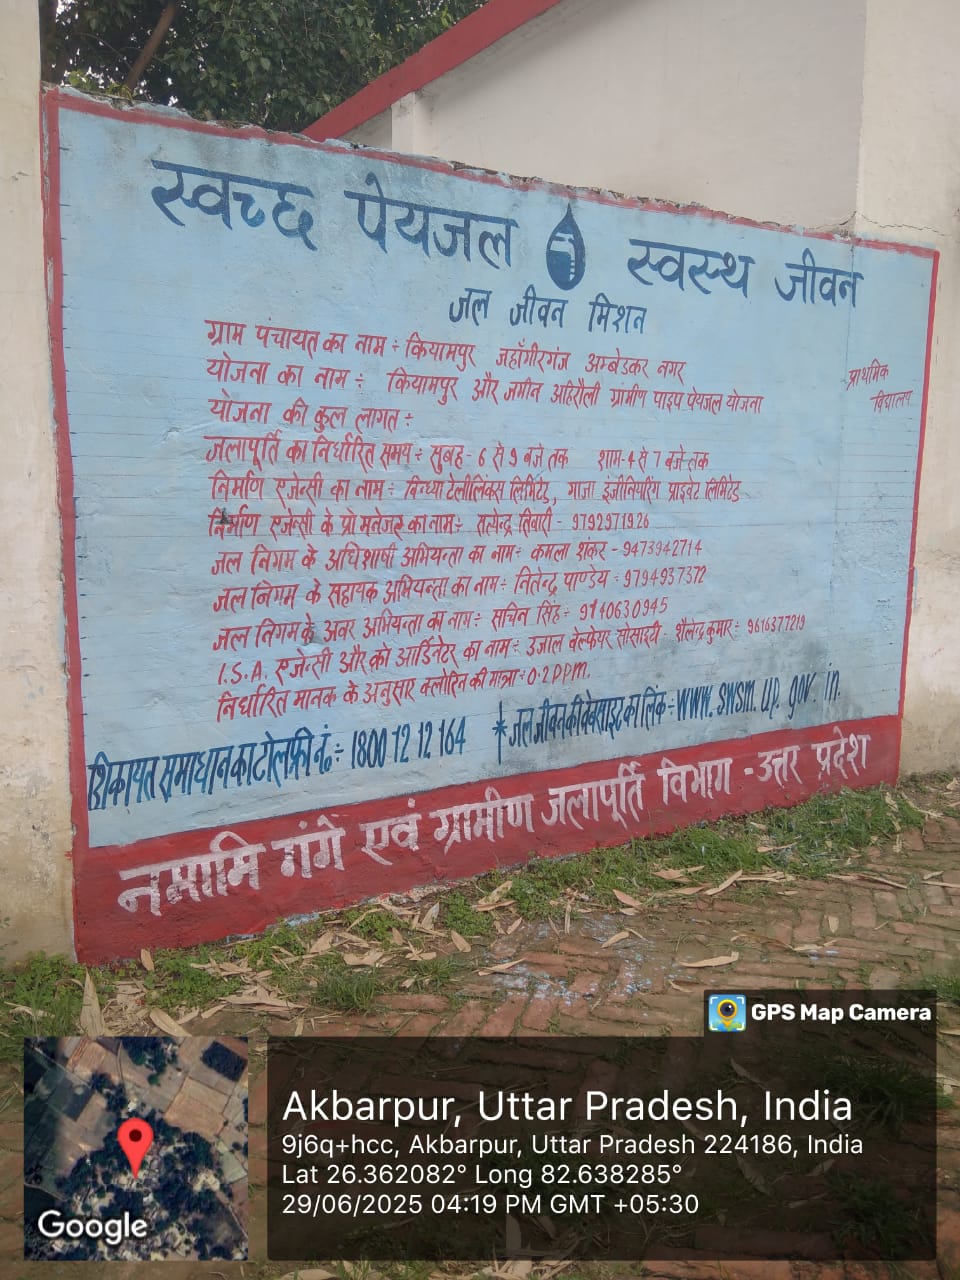 स्वच्छ पेयजल स्वस्थ जीवन
जल जीवन मिशन
ग्राम पंचायत का नाम ÷ कियामपुर जहाँगीरगंज अम्बेडकर नगर
योजना का नाम ÷ कियामपुर और जमीन अहिरौली ग्रामीण पाइप पेयजल योजना
प्राथमिक
विद्यालय
योजना की कुल लागत ÷
जलापूर्ति का निर्धारित समय ÷ सुबह - 6 से 9 बजे तक शाम - 4 से 7 बजे तक
निर्माण एजेन्सी का नाम ÷ विन्ध्या टेलीलिंक्स लिमिटेड, गाजा इंजीनियरिंग प्राइवेट लिमिटेड
निर्माण एजेन्सी के प्रो मनेजर का नाम ÷ सत्येन्द्र तिवारी - 9792971926
जल निगम के अधिशाषी अभियन्ता का नाम ÷ कमला शंकर - 9473942714
जल निगम के सहायक अभियन्ता का नाम ÷ नितेन्द्र पाण्डेय ÷ 9794937372
जल निगम के अवर अभियन्ता का नाम ÷ सचिन सिंह ÷ 9140630945
I.S.A. एजेन्सी और को आर्डिनेटर का नाम ÷ उजाल वेल्फेयर सोसाइटी - शैलेन्द्र कुमार ÷ 9616377219
निर्धारित मानक के अनुसार क्लोरिन की मात्रा ÷ 0.2 PPM.
शिकायत समाधान का टोल फ्री नं० ÷ 1800 12 12 164 * जल जीवन की वेबसाइट का लिंक - www.swsm.up.gov.in.
नमामि गंगे एवं ग्रामीण जलापूर्ति विभाग - उत्तर प्रदेश
GPS Map Camera
Akbarpur, Uttar Pradesh, India
9j6q+hcc, Akbarpur, Uttar Pradesh 224186, India
Lat 26.362082° Long 82.638285°
29/06/2025 04:19 PM GMT +05:30
Google